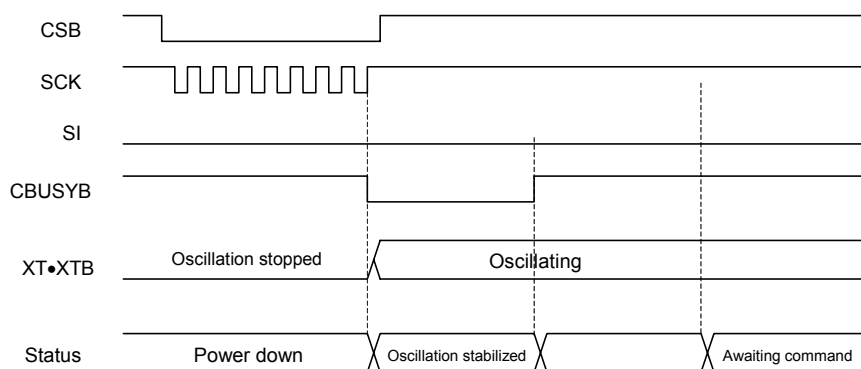 CSB
SCK
SI
CBUSYB
XT•XTB
Oscillation stopped
Oscillating
Status
Power down
Oscillation stabilized
Awaiting command